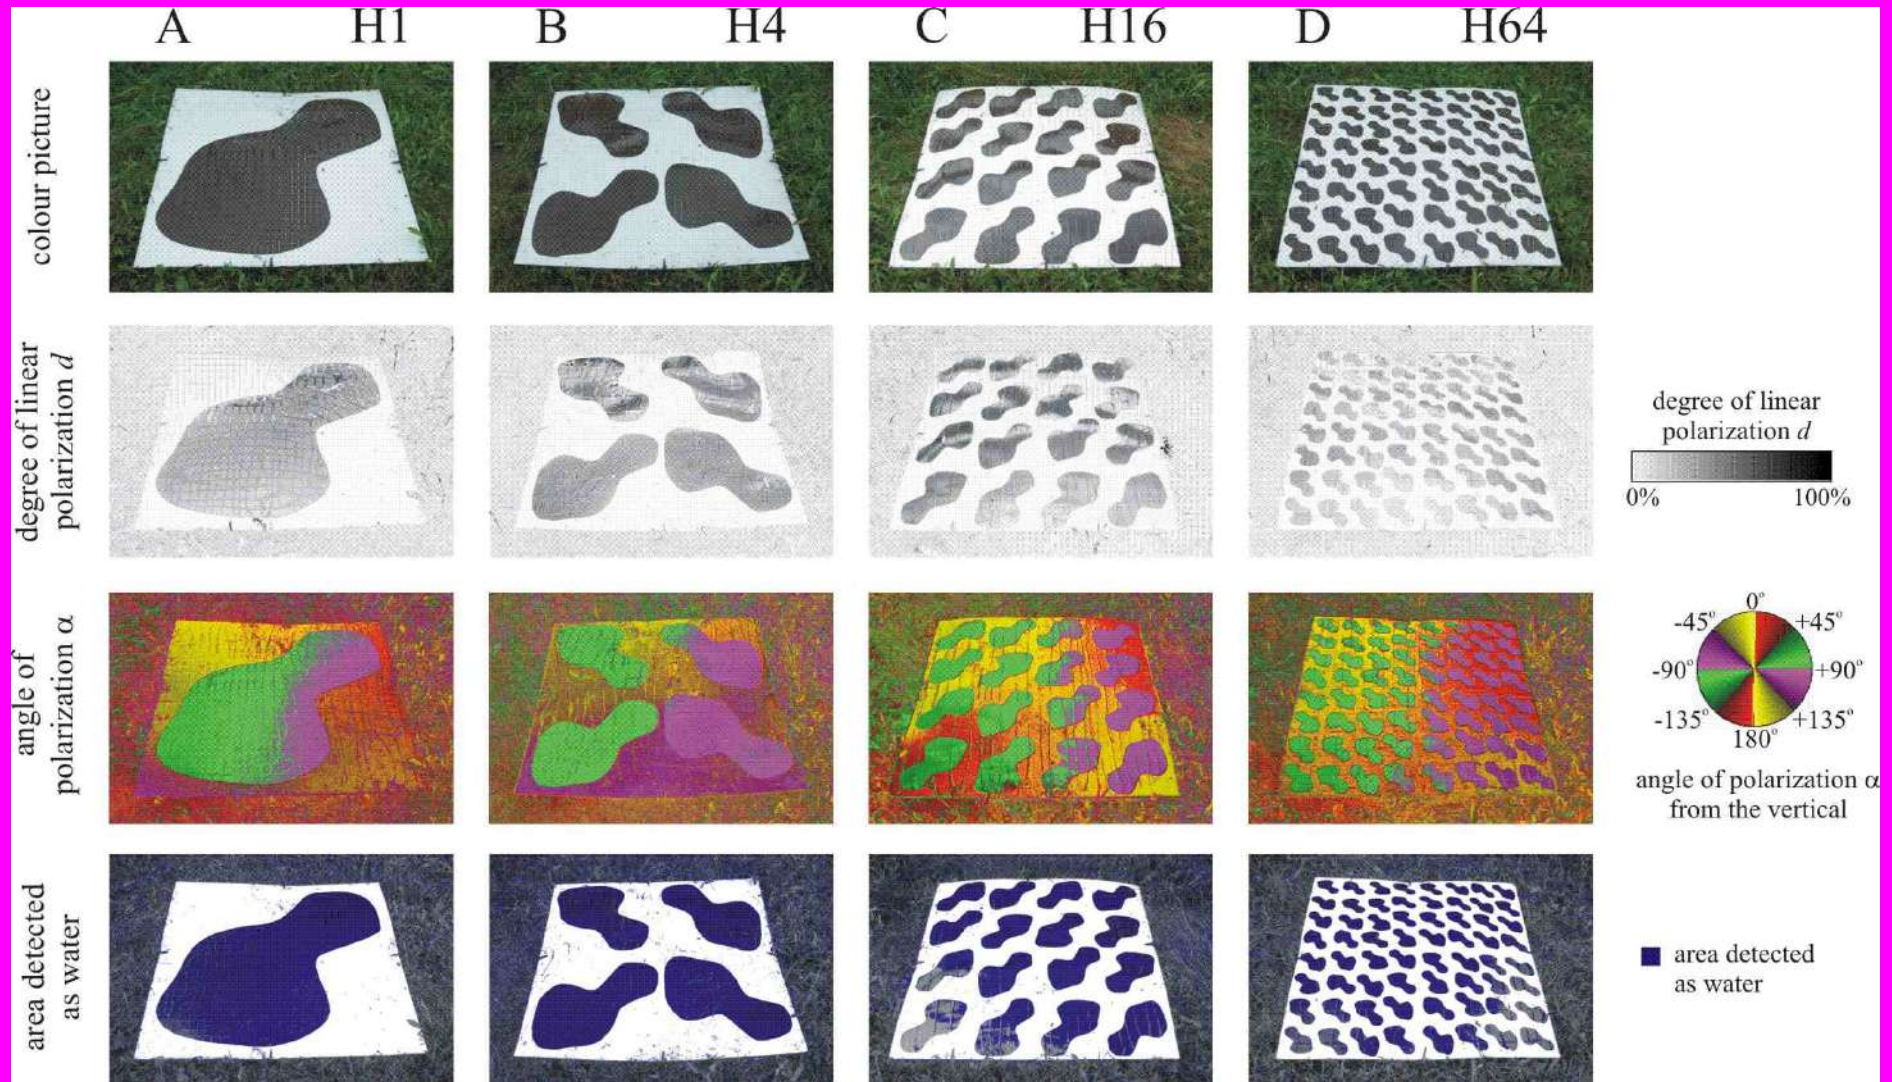 A H1 B H4 C H16 D H64
colour picture
degree of linear
polarization d
degree of linear
polarization d
0% 100%
angle of
polarization α
0°
-45° +45°
-90° +90°
-135° +135°
180°
angle of polarization α
from the vertical
area detected
as water
area detected
as water